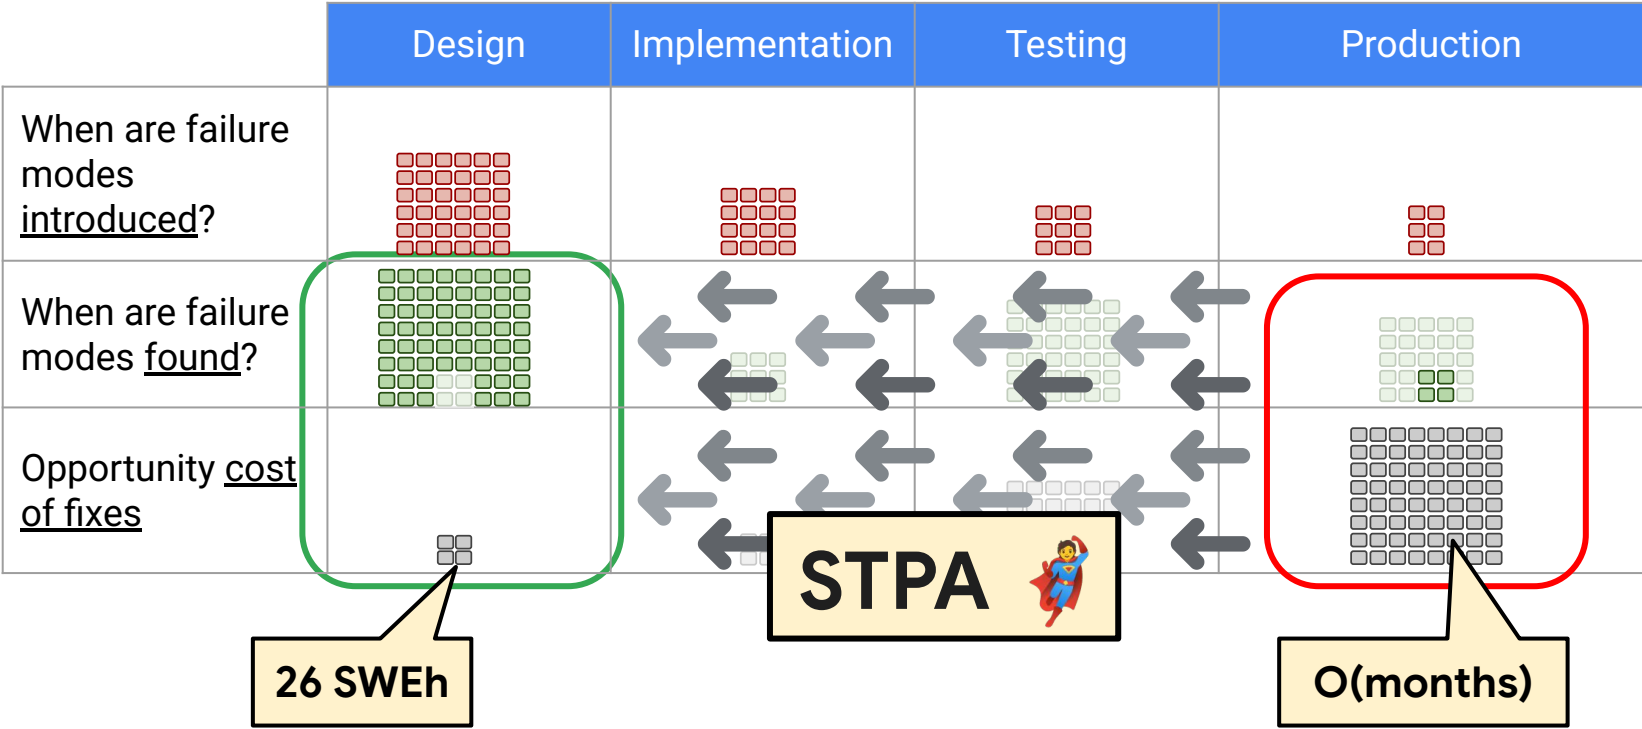 Design
Implementation
Testing
Production
When are failure
modes
introduced?
When are failure
modes found?
Opportunity cost
of fixes
STPA
26 SWEh
O(months)